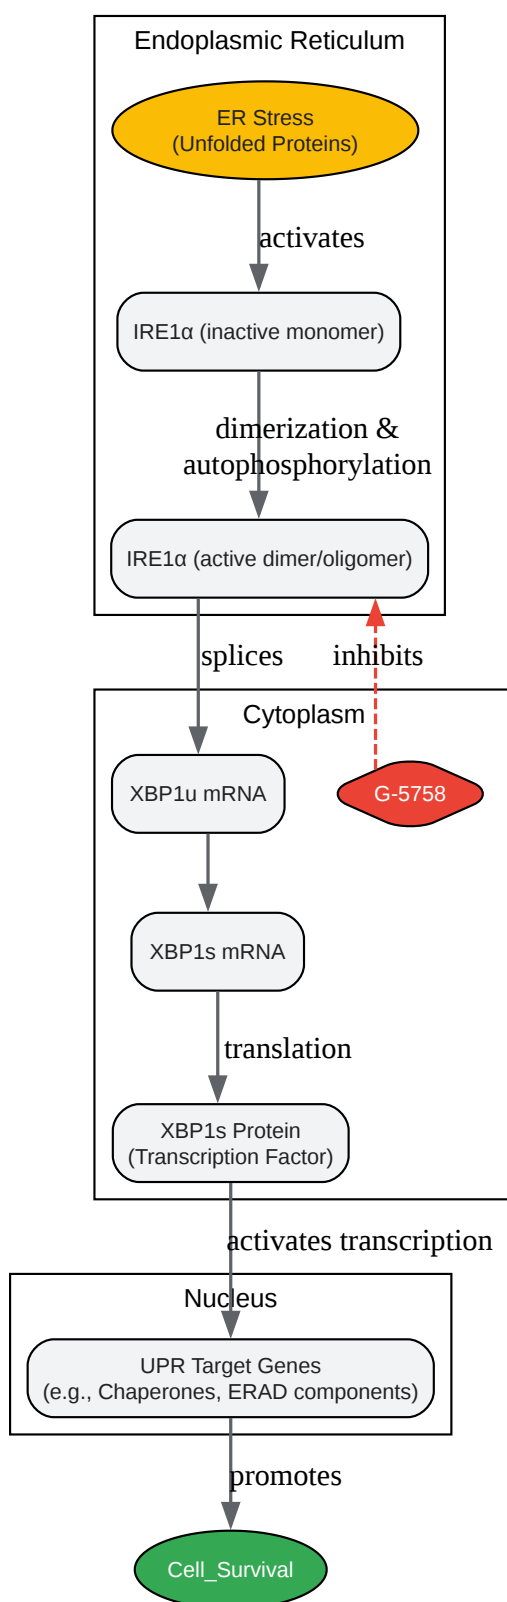 Endoplasmic Reticulum
ER Stress
(Unfolded Proteins)
activates
IRE1α (inactive monomer)
dimerization &
autophosphorylation
IRE1α (active dimer/oligomer)
splices
inhibits
Cytoplasm
XBP1u mRNA
G-5758
XBP1s mRNA
translation
XBP1s Protein
(Transcription Factor)
activates transcription
Nucleus
UPR Target Genes
(e.g., Chaperones, ERAD components)
promotes
Cell_Survival